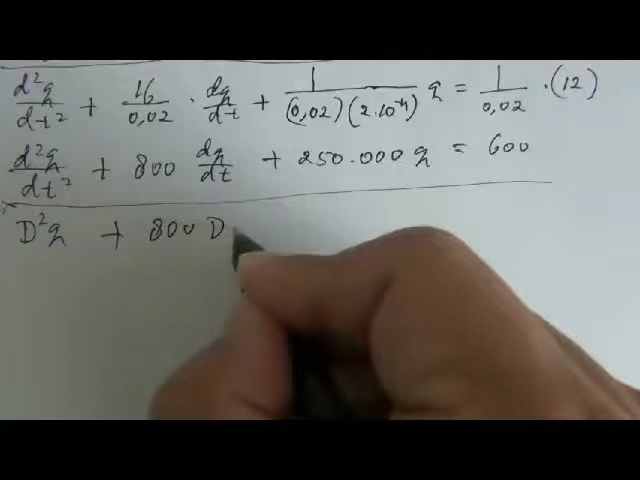 d²q/dt² + 16/0,02 · dq/dt + 1/(0,02)(2·10⁻⁴) q = 1/0,02 · (12)
d²q/dt² + 800 dq/dt + 250.000 q = 600
D²q + 800 D